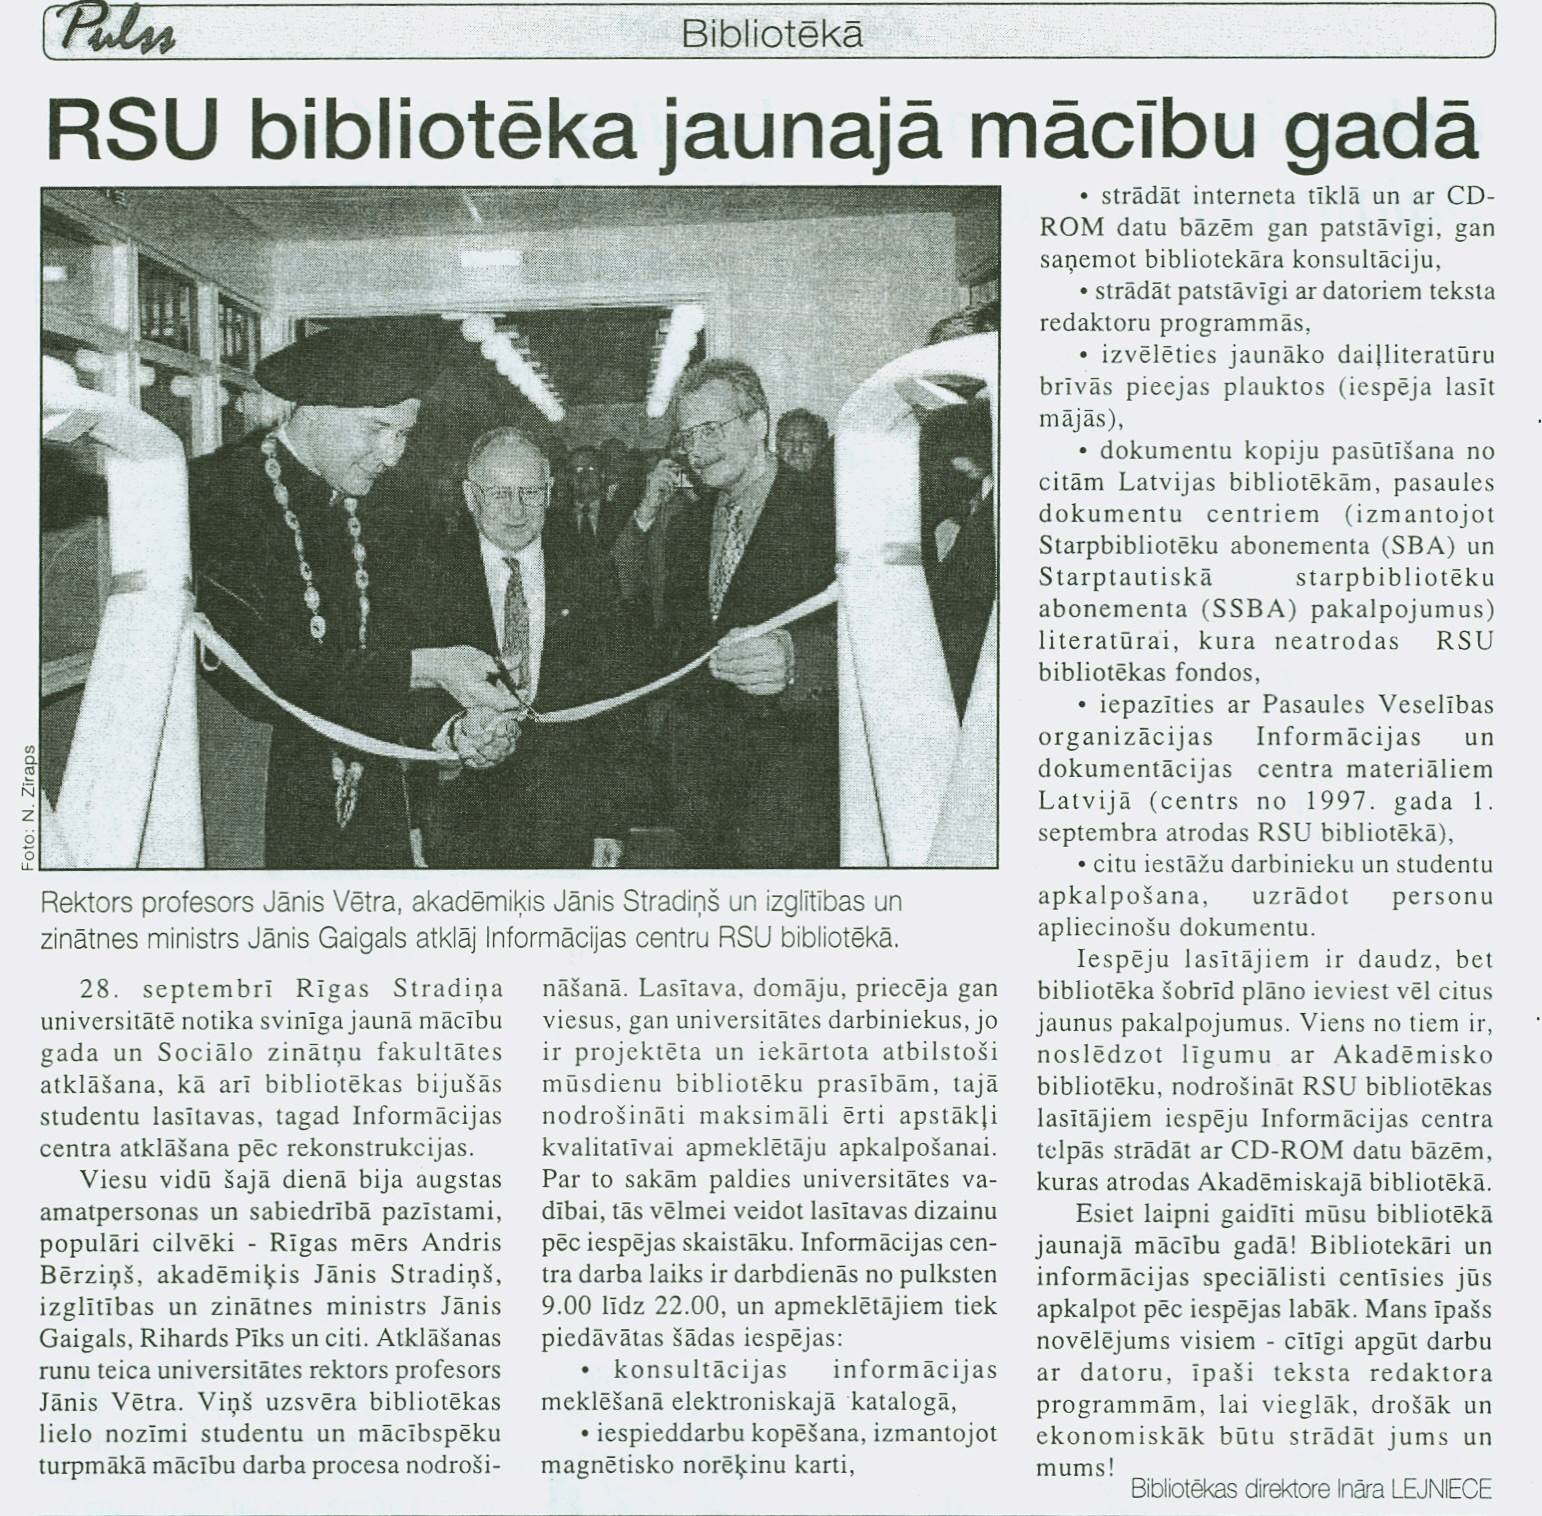 Pulss
Bibliotēkā
RSU bibliotēka jaunajā mācību gadā
Foto: N. Zīraps
Rektors profesors Jānis Vētra, akadēmiķis Jānis Stradiņš un izglītības un
zinātnes ministrs Jānis Gaigals atklāj Informācijas centru RSU bibliotēkā.
28. septembrī Rīgas Stradiņa
universitātē notika svinīga jaunā mācību
gada un Sociālo zinātņu fakultātes
atklāšana, kā arī bibliotēkas bijušās
studentu lasītavas, tagad Informācijas
centra atklāšana pēc rekonstrukcijas.
Viesu vidū šajā dienā bija augstas
amatpersonas un sabiedrībā pazīstami,
populāri cilvēki - Rīgas mērs Andris
Bērziņš, akadēmiķis Jānis Stradiņš,
izglītības un zinātnes ministrs Jānis
Gaigals, Rihards Pīks un citi. Atklāšanas
runu teica universitātes rektors profesors
Jānis Vētra. Viņš uzsvēra bibliotēkas
lielo nozīmi studentu un mācībspēku
turpmākā mācību darba procesa nodroši-
nāšanā. Lasītava, domāju, priecēja gan
viesus, gan universitātes darbiniekus, jo
ir projektēta un iekārtota atbilstoši
mūsdienu bibliotēku prasībām, tajā
nodrošināti maksimāli ērti apstākļi
kvalitatīvai apmeklētāju apkalpošanai.
Par to sakām paldies universitātes va-
dībai, tās vēlmei veidot lasītavas dizainu
pēc iespējas skaistāku. Informācijas cen-
tra darba laiks ir darbdienās no pulksten
9.00 līdz 22.00, un apmeklētājiem tiek
piedāvātas šādas iespējas:
• konsultācijas informācijas
meklēšanā elektroniskajā katalogā,
• iespieddarbu kopēšana, izmantojot
magnētisko norēķinu karti,
• strādāt interneta tīklā un ar CD-
ROM datu bāzēm gan patstāvīgi, gan
saņemot bibliotekāra konsultāciju,
• strādāt patstāvīgi ar datoriem teksta
redaktoru programmās,
• izvēlēties jaunāko daiļliteratūru
brīvās pieejas plauktos (iespēja lasīt
mājās),
• dokumentu kopiju pasūtīšana no
citām Latvijas bibliotēkām, pasaules
dokumentu centriem (izmantojot
Starpbibliotēku abonementa (SBA) un
Starptautiskā starpbibliotēku
abonementa (SSBA) pakalpojumus)
literatūrai, kura neatrodas RSU
bibliotēkas fondos,
• iepazīties ar Pasaules Veselības
organizācijas Informācijas un
dokumentācijas centra materiāliem
Latvijā (centrs no 1997. gada 1.
septembra atrodas RSU bibliotēkā),
• citu iestāžu darbinieku un studentu
apkalpošana, uzrādot personu
apliecinošu dokumentu.
Iespēju lasītājiem ir daudz, bet
bibliotēka šobrīd plāno ieviest vēl citus
jaunus pakalpojumus. Viens no tiem ir,
noslēdzot līgumu ar Akadēmisko
bibliotēku, nodrošināt RSU bibliotēkas
lasītājiem iespēju Informācijas centra
telpās strādāt ar CD-ROM datu bāzēm,
kuras atrodas Akadēmiskajā bibliotēkā.
Esiet laipni gaidīti mūsu bibliotēkā
jaunajā mācību gadā! Bibliotekāri un
informācijas speciālisti centīsies jūs
apkalpot pēc iespējas labāk. Mans īpašs
novēlējums visiem - cītīgi apgūt darbu
ar datoru, īpaši teksta redaktora
programmām, lai vieglāk, drošāk un
ekonomiskāk būtu strādāt jums un
mums!
Bibliotēkas direktore Ināra LEJNIECE